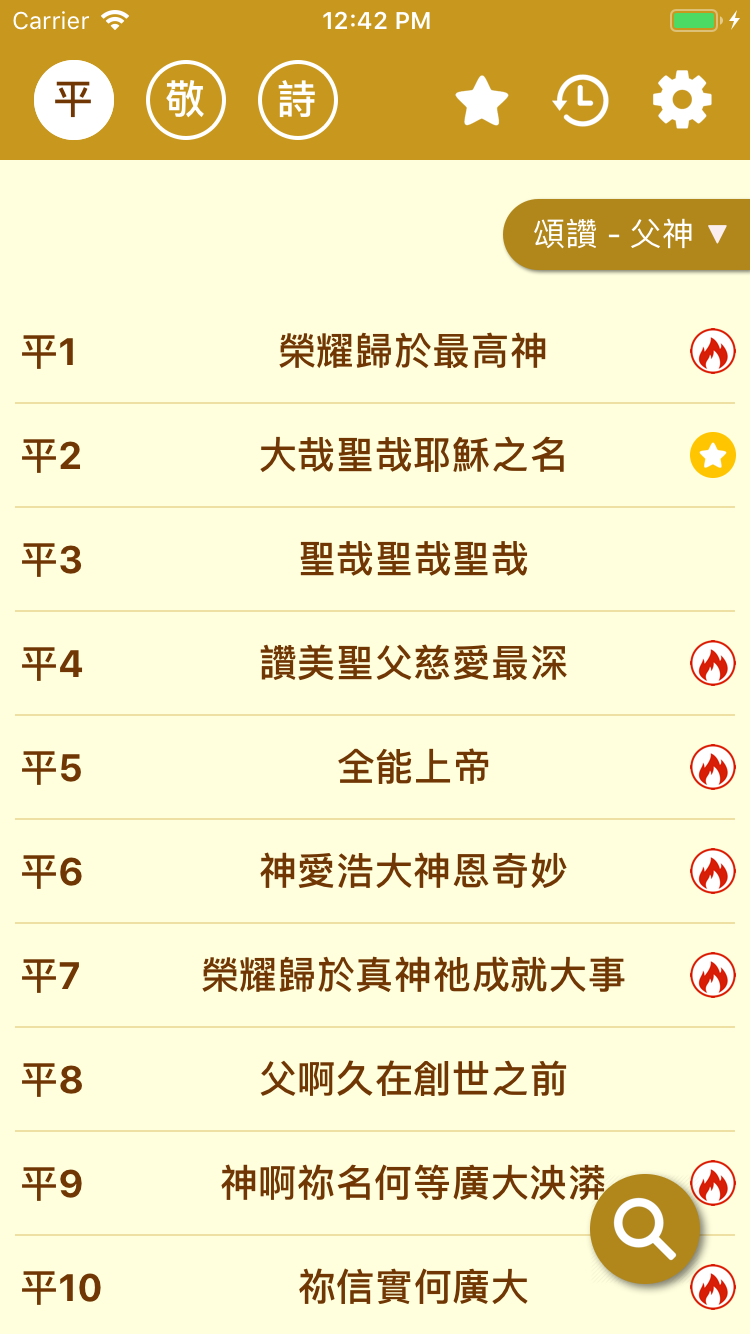 Carrier 12:42 PM
平 敬 詩
頌讚 - 父神 ▼
平1 榮耀歸於最高神
平2 大哉聖哉耶穌之名
平3 聖哉聖哉聖哉
平4 讚美聖父慈愛最深
平5 全能上帝
平6 神愛浩大神恩奇妙
平7 榮耀歸於真神祂成就大事
平8 父啊久在創世之前
平9 神啊祢名何等廣大泱漭
平10 祢信實何廣大